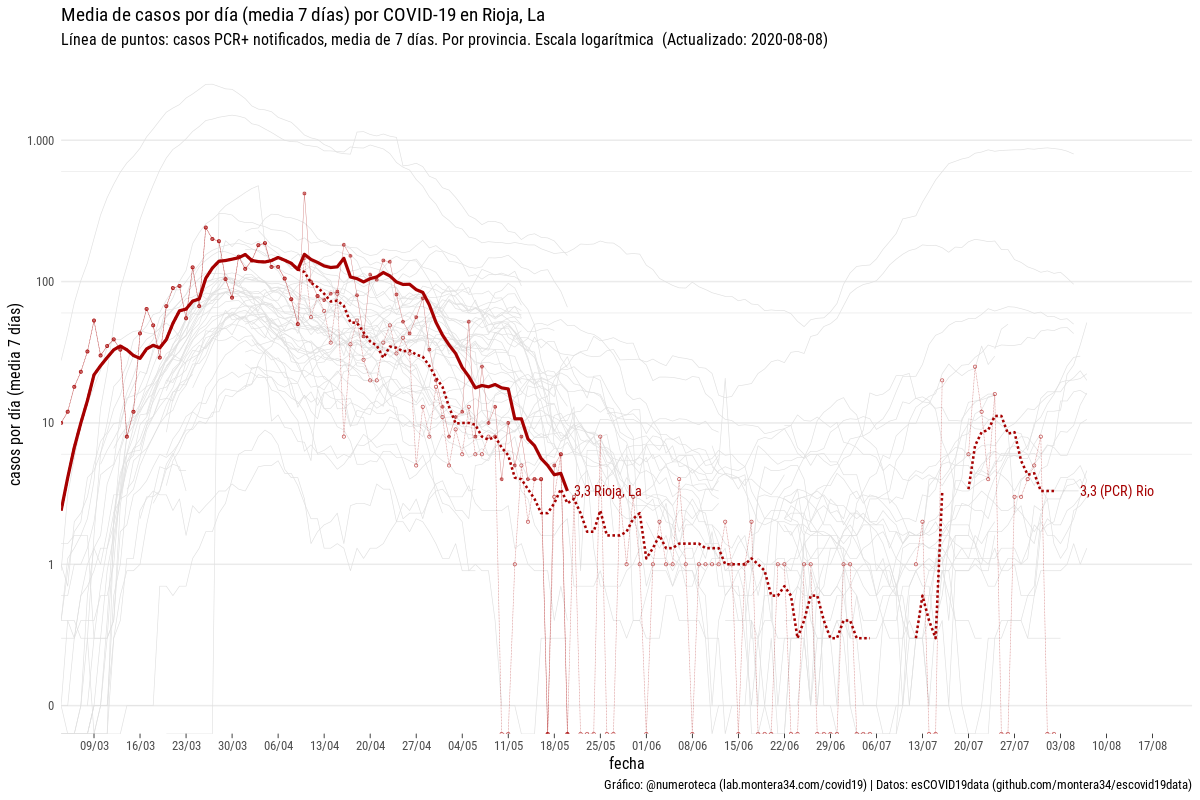 Media de casos por día (media 7 días) por COVID-19 en Rioja, La
Línea de puntos: casos PCR+ notificados, media de 7 días. Por provincia. Escala logarítmica (Actualizado: 2020-08-08)
casos por día (media 7 días)
1.000
100
10
1
0
3,3 Rioja, La
3,3 (PCR) Rio
09/03 16/03 23/03 30/03 06/04 13/04 20/04 27/04 04/05 11/05 18/05 25/05 01/06 08/06 15/06 22/06 29/06 06/07 13/07 20/07 27/07 03/08 10/08 17/08
fecha
Gráfico: @numeroteca (lab.montera34.com/covid19) | Datos: esCOVID19data (github.com/montera34/escovid19data)